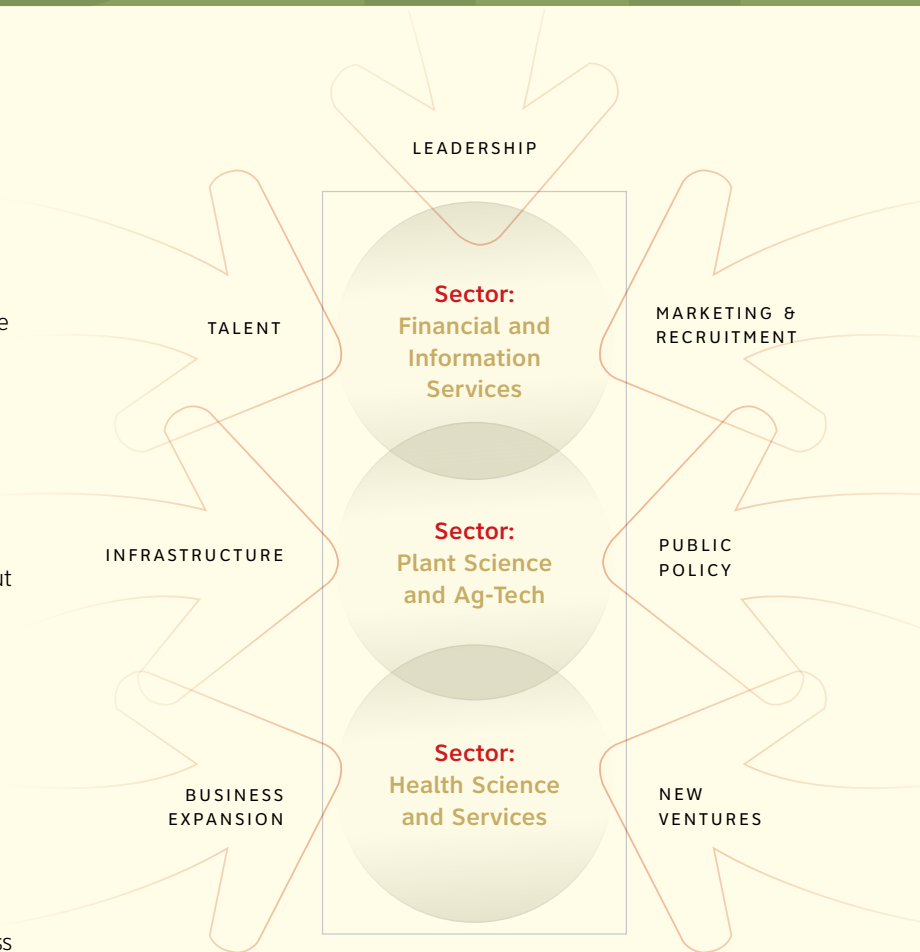 LEADERSHIP
Sector:
Financial and
Information
Services
TALENT
MARKETING &
RECRUITMENT
Sector:
Plant Science
and Ag-Tech
INFRASTRUCTURE
PUBLIC
POLICY
Sector:
Health Science
and Services
BUSINESS
EXPANSION
NEW
VENTURES